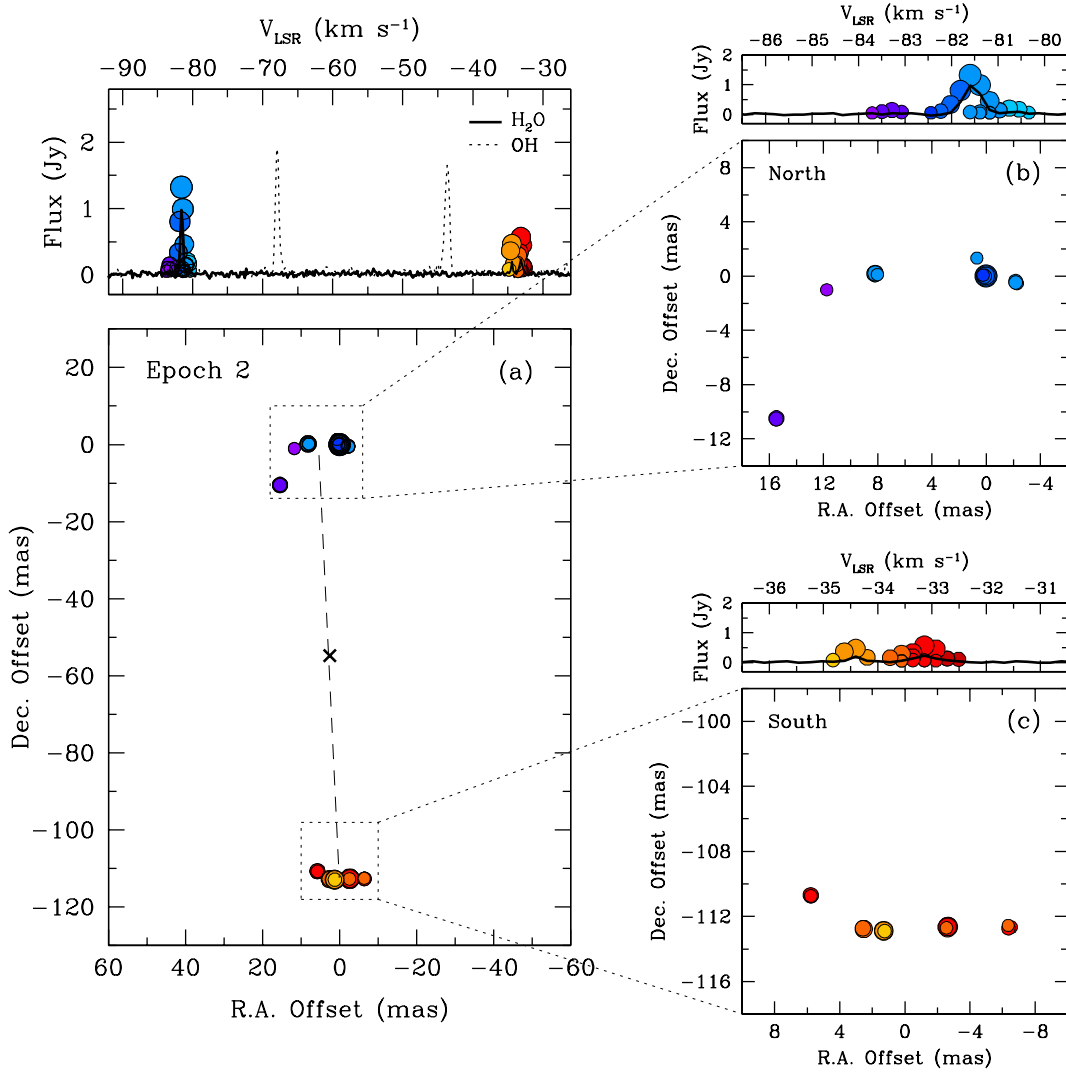 V_LSR (km s⁻¹)
−90 −80 −70 −60 −50 −40 −30
Flux (Jy)
2
1
0
H₂O
OH
Epoch 2
(a)
Dec. Offset (mas)
20
0
−20
−40
−60
−80
−100
−120
60 40 20 0 −20 −40 −60
R.A. Offset (mas)
V_LSR (km s⁻¹)
−86 −85 −84 −83 −82 −81 −80
Flux (Jy)
2
1
0
North
(b)
Dec. Offset (mas)
8
4
0
−4
−8
−12
16 12 8 4 0 −4
R.A. Offset (mas)
V_LSR (km s⁻¹)
−36 −35 −34 −33 −32 −31
Flux (Jy)
2
1
0
South
(c)
Dec. Offset (mas)
−100
−104
−108
−112
−116
8 4 0 −4 −8
R.A. Offset (mas)